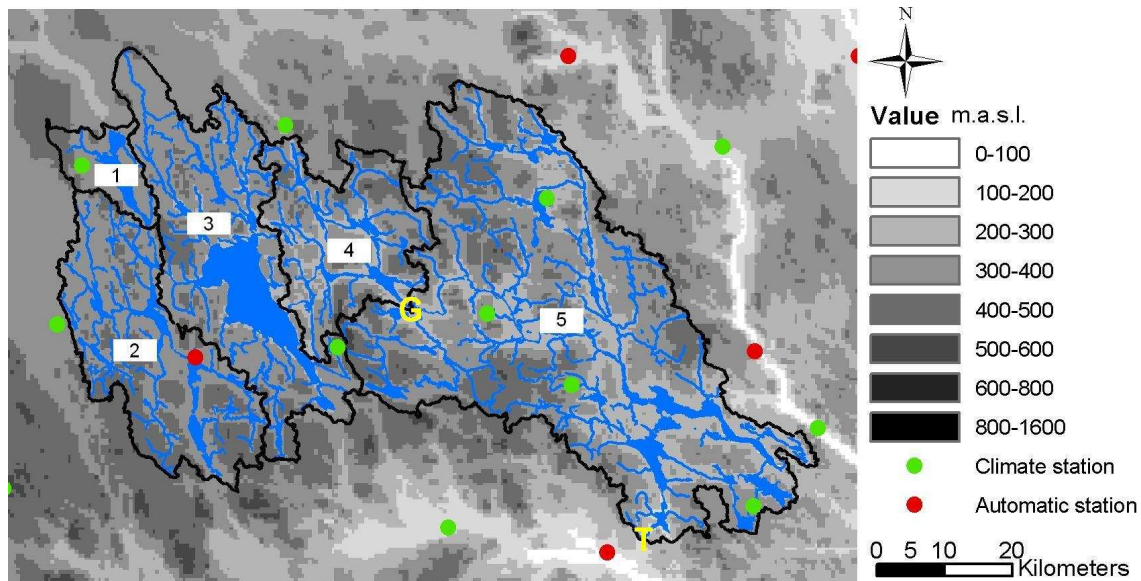 N
1
3
4
2
G
5
T
Value m.a.s.l.
0-100
100-200
200-300
300-400
400-500
500-600
600-800
800-1600
Climate station
Automatic station
0 5 10 20
Kilometers